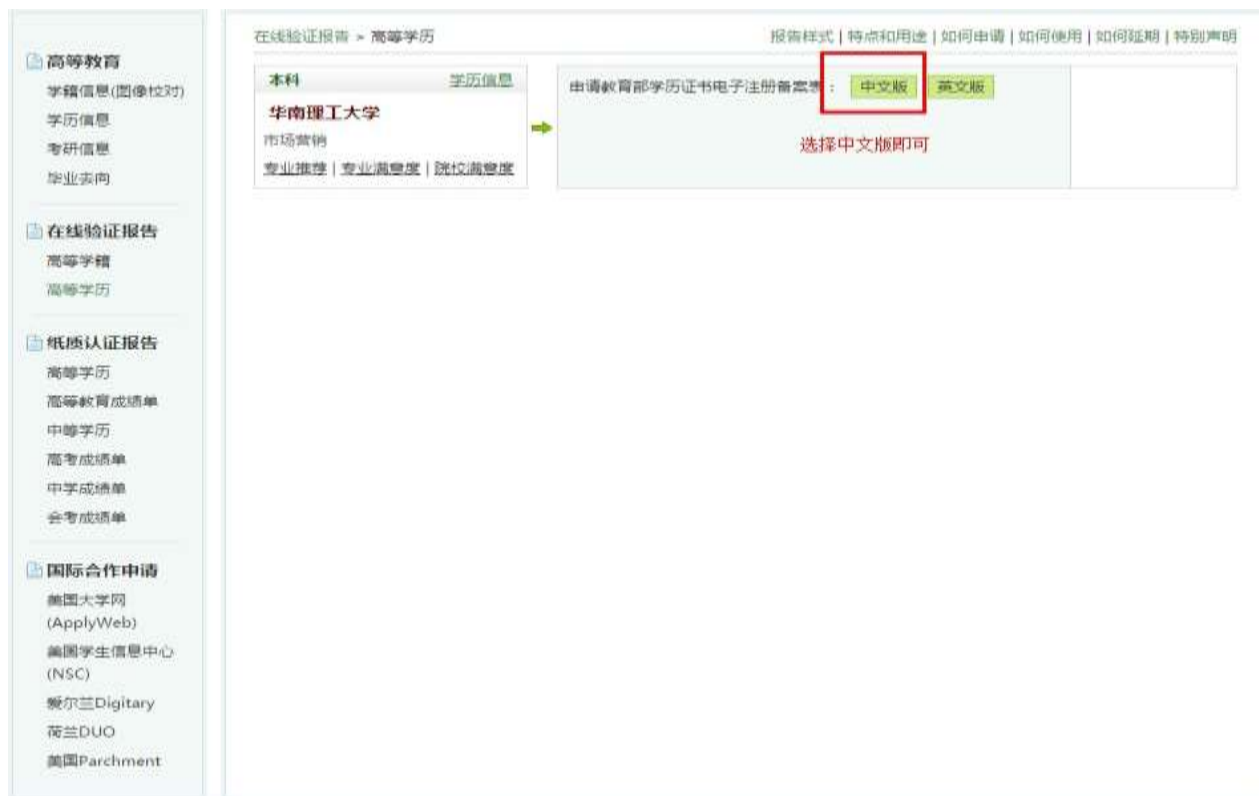 高等教育
学籍信息(图像校对)
学历信息
考研信息
毕业去向
在线验证报告
高等学籍
高等学历
纸质认证报告
高等学历
高等教育成绩单
中等学历
高考成绩单
中学成绩单
会考成绩单
国际合作申请
美国大学网
(ApplyWeb)
美国学生信息中心
(NSC)
爱尔兰Digitary
荷兰DUO
美国Parchment
在线验证报告 » 高等学历
报告样式 | 特点和用途 | 如何申请 | 如何使用 | 如何延期 | 特别声明
本科 学历信息
华南理工大学
市场营销
专业推荐 | 专业满意度 | 院校满意度
申请教育部学历证书电子注册备案表： 中文版 英文版
选择中文版即可